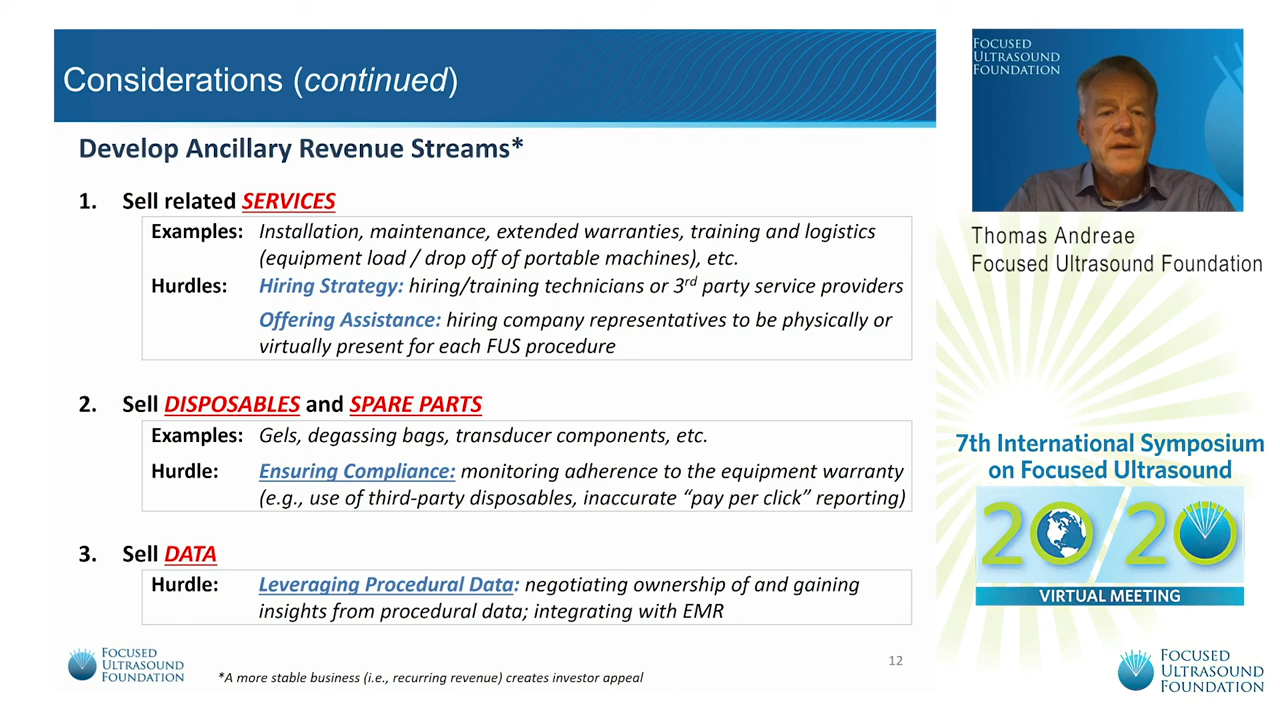 Considerations (continued)
Develop Ancillary Revenue Streams*
1. Sell related SERVICES
Examples: Installation, maintenance, extended warranties, training and logistics
(equipment load / drop off of portable machines), etc.
Hurdles: Hiring Strategy: hiring/training technicians or 3rd party service providers
Offering Assistance: hiring company representatives to be physically or
virtually present for each FUS procedure
2. Sell DISPOSABLES and SPARE PARTS
Examples: Gels, degassing bags, transducer components, etc.
Hurdle: Ensuring Compliance: monitoring adherence to the equipment warranty
(e.g., use of third-party disposables, inaccurate “pay per click” reporting)
3. Sell DATA
Hurdle: Leveraging Procedural Data: negotiating ownership of and gaining
insights from procedural data; integrating with EMR
FOCUSED
ULTRASOUND
FOUNDATION
*A more stable business (i.e., recurring revenue) creates investor appeal
12
FOCUSED
ULTRASOUND
FOUNDATION
Thomas Andreae
Focused Ultrasound Foundation
7th International Symposium
on Focused Ultrasound
20/20
VIRTUAL MEETING
FOCUSED
ULTRASOUND
FOUNDATION